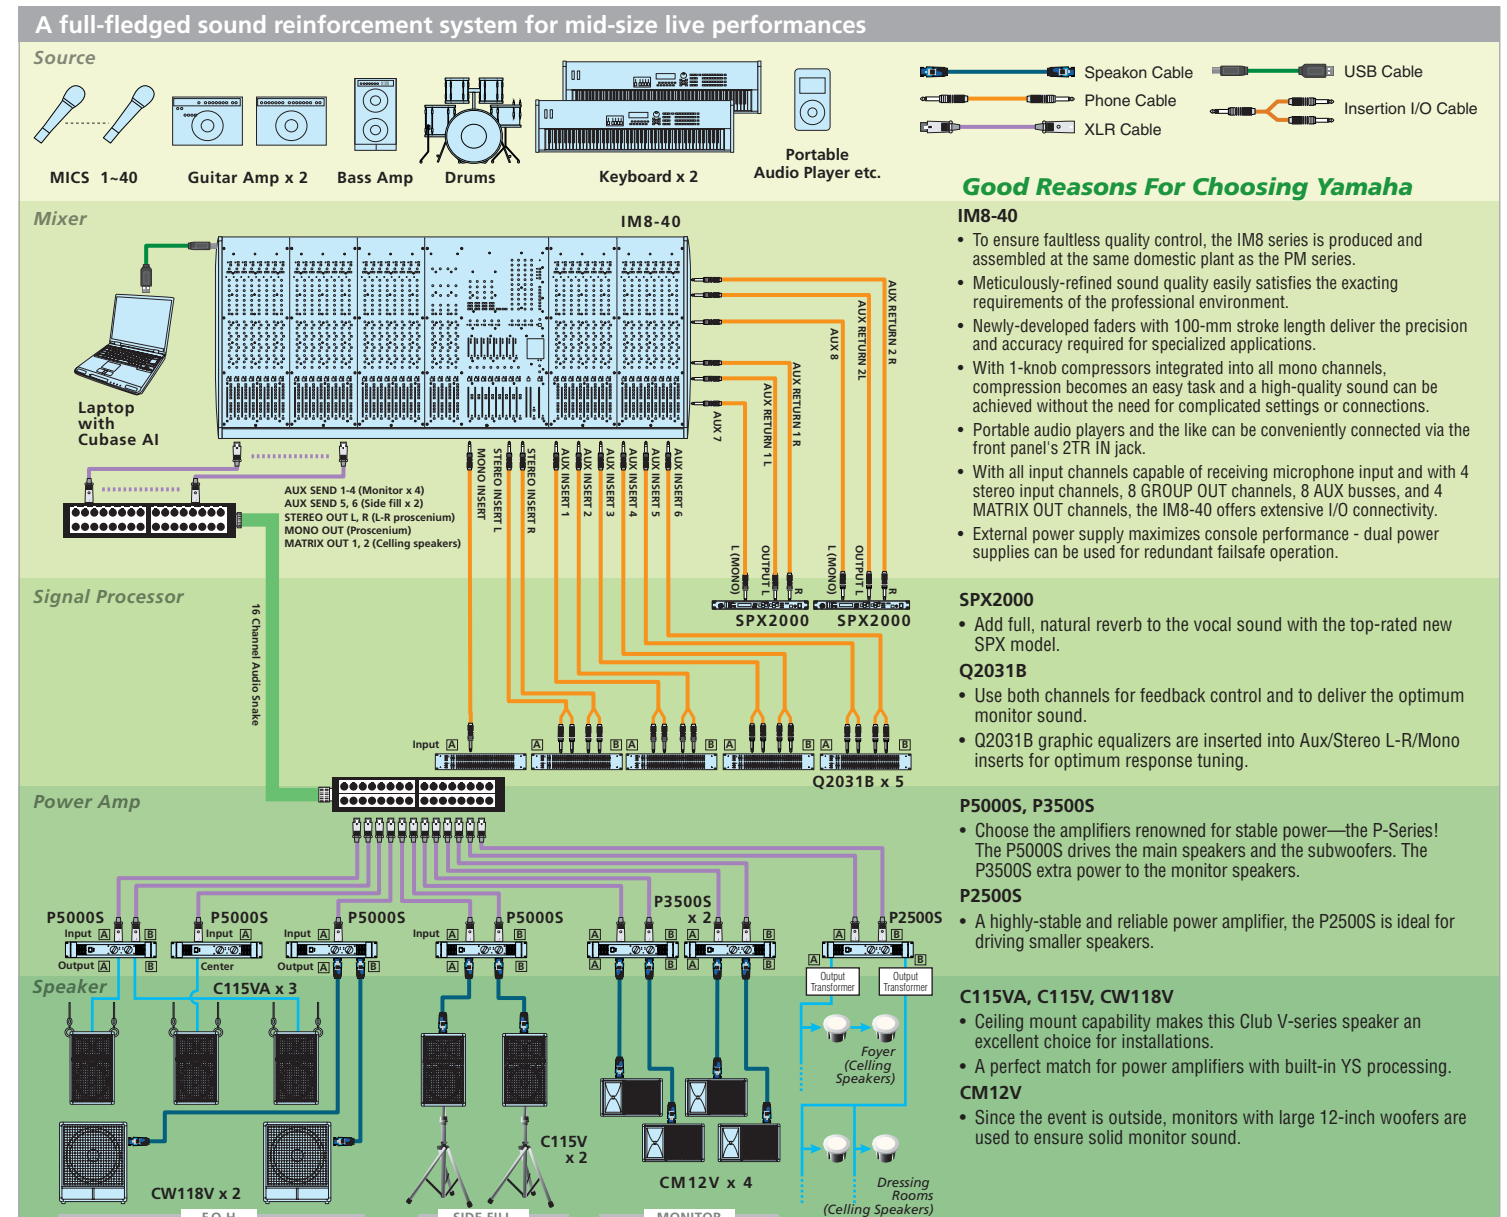 A full-fledged sound reinforcement system for mid-size live performances
Source
MICS 1~40
Guitar Amp x 2
Bass Amp
Drums
Keyboard x 2
Portable
Audio Player etc.
Speakon Cable
Phone Cable
XLR Cable
USB Cable
Insertion I/O Cable
Mixer
IM8-40
Laptop
with
Cubase AI
AUX SEND 1-4 (Monitor x 4)
AUX SEND 5, 6 (Side fill x 2)
STEREO OUT L, R (L-R proscenium)
MONO OUT (Proscenium)
MATRIX OUT 1, 2 (Celling speakers)
MONO INSERT
STEREO INSERT L
STEREO INSERT R
AUX INSERT 1
AUX INSERT 2
AUX INSERT 3
AUX INSERT 4
AUX INSERT 5
AUX INSERT 6
AUX 7
AUX RETURN 1 L
AUX RETURN 1 R
AUX 8
AUX RETURN 2L
AUX RETURN 2 R
L (MONO)
OUTPUT L
R
L (MONO)
OUTPUT L
R
SPX2000
SPX2000
Signal Processor
16 Channel Audio Snake
Input A
A B
A B
A B
A B
Q2031B x 5
Power Amp
P5000S
Input A B
Output A B
P5000S
Input A
Center
P5000S
Input A B
Output A B
P5000S
Input A B
A B
P3500S
x 2
A B
A B
A B
A B
P2500S
A B
Output
Transformer
Output
Transformer
Speaker
C115VA x 3
CW118V x 2
C115V
x 2
CM12V x 4
Foyer
(Celling
Speakers)
Dressing
Rooms
(Celling Speakers)
F.O.H.
SIDE FILL
MONITOR
Good Reasons For Choosing Yamaha
IM8-40
• To ensure faultless quality control, the IM8 series is produced and
assembled at the same domestic plant as the PM series.
• Meticulously-refined sound quality easily satisfies the exacting
requirements of the professional environment.
• Newly-developed faders with 100-mm stroke length deliver the precision
and accuracy required for specialized applications.
• With 1-knob compressors integrated into all mono channels,
compression becomes an easy task and a high-quality sound can be
achieved without the need for complicated settings or connections.
• Portable audio players and the like can be conveniently connected via the
front panel's 2TR IN jack.
• With all input channels capable of receiving microphone input and with 4
stereo input channels, 8 GROUP OUT channels, 8 AUX busses, and 4
MATRIX OUT channels, the IM8-40 offers extensive I/O connectivity.
• External power supply maximizes console performance - dual power
supplies can be used for redundant failsafe operation.
SPX2000
• Add full, natural reverb to the vocal sound with the top-rated new
SPX model.
Q2031B
• Use both channels for feedback control and to deliver the optimum
monitor sound.
• Q2031B graphic equalizers are inserted into Aux/Stereo L-R/Mono
inserts for optimum response tuning.
P5000S, P3500S
• Choose the amplifiers renowned for stable power—the P-Series!
The P5000S drives the main speakers and the subwoofers. The
P3500S extra power to the monitor speakers.
P2500S
• A highly-stable and reliable power amplifier, the P2500S is ideal for
driving smaller speakers.
C115VA, C115V, CW118V
• Ceiling mount capability makes this Club V-series speaker an
excellent choice for installations.
• A perfect match for power amplifiers with built-in YS processing.
CM12V
• Since the event is outside, monitors with large 12-inch woofers are
used to ensure solid monitor sound.